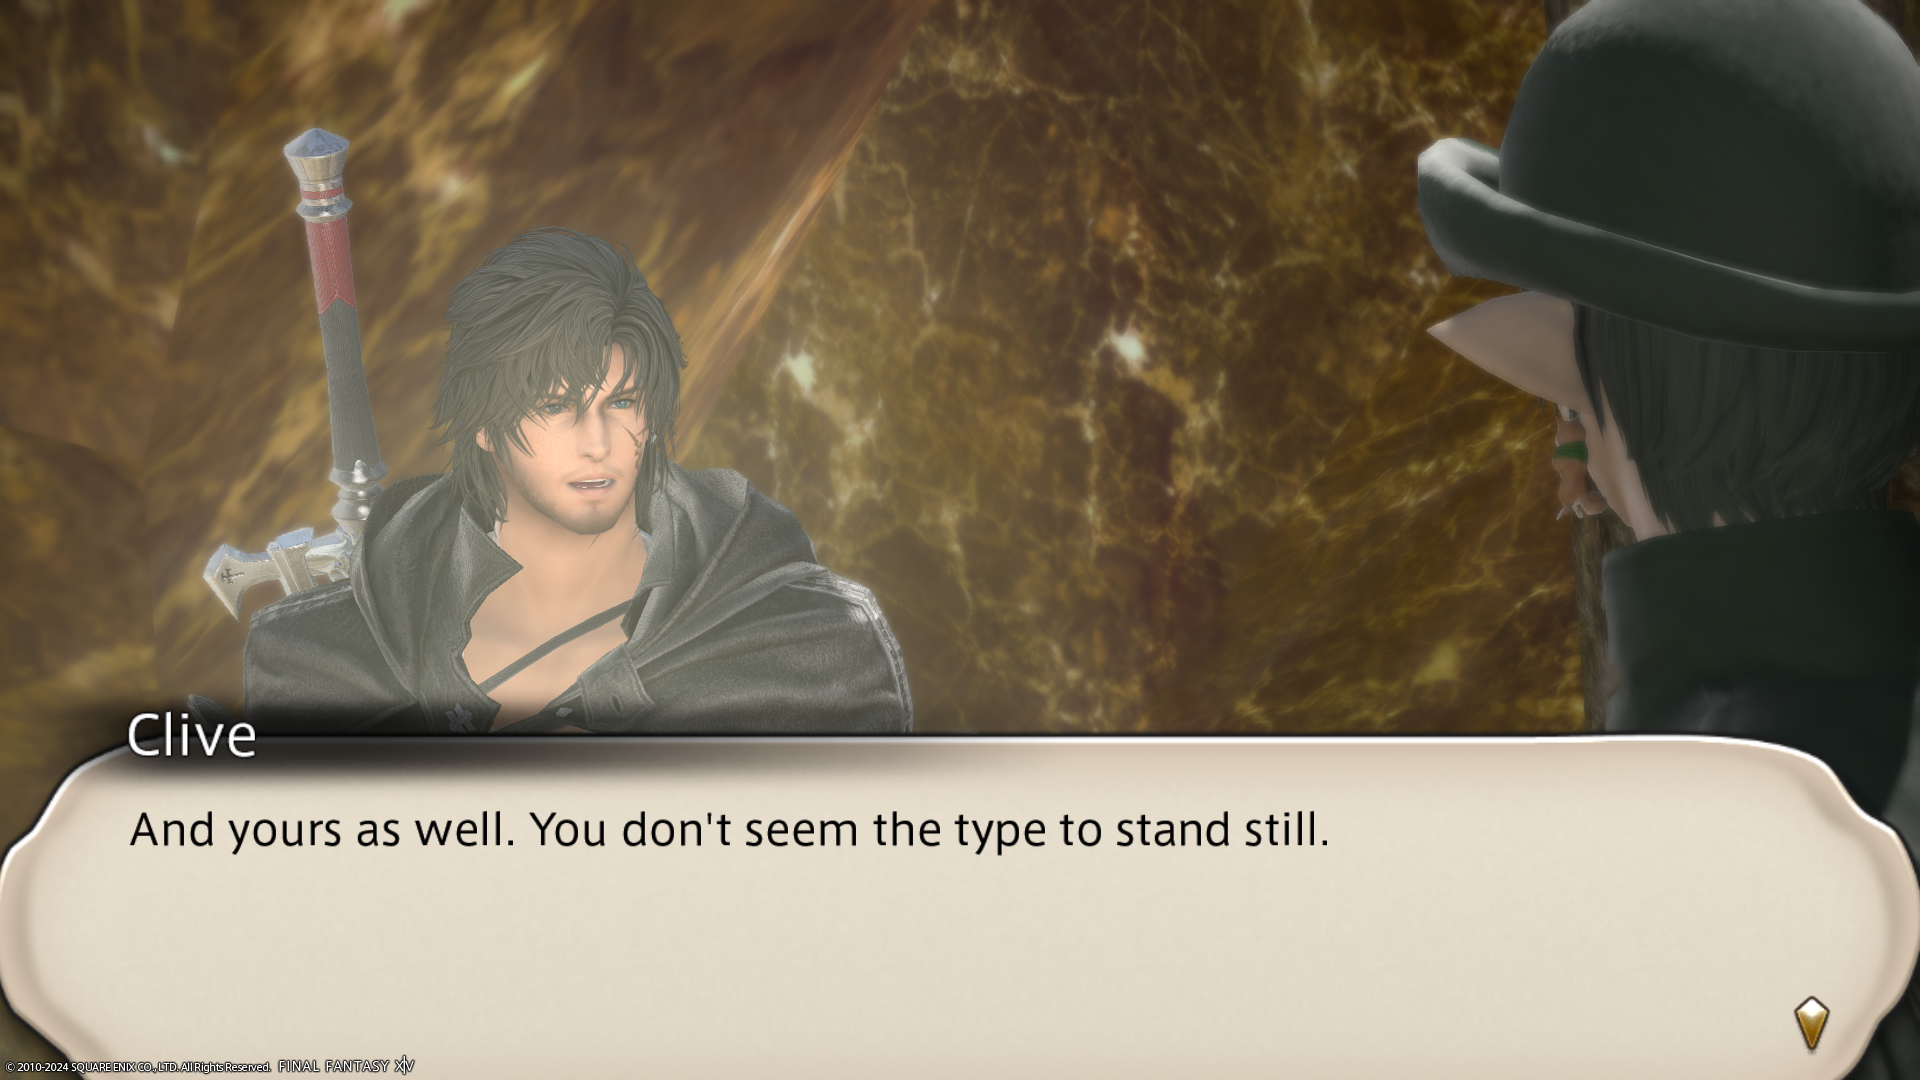 Clive
And yours as well. You don't seem the type to stand still.
© 2010-2024 SQUARE ENIX CO., LTD. All Rights Reserved. FINAL FANTASY XIV